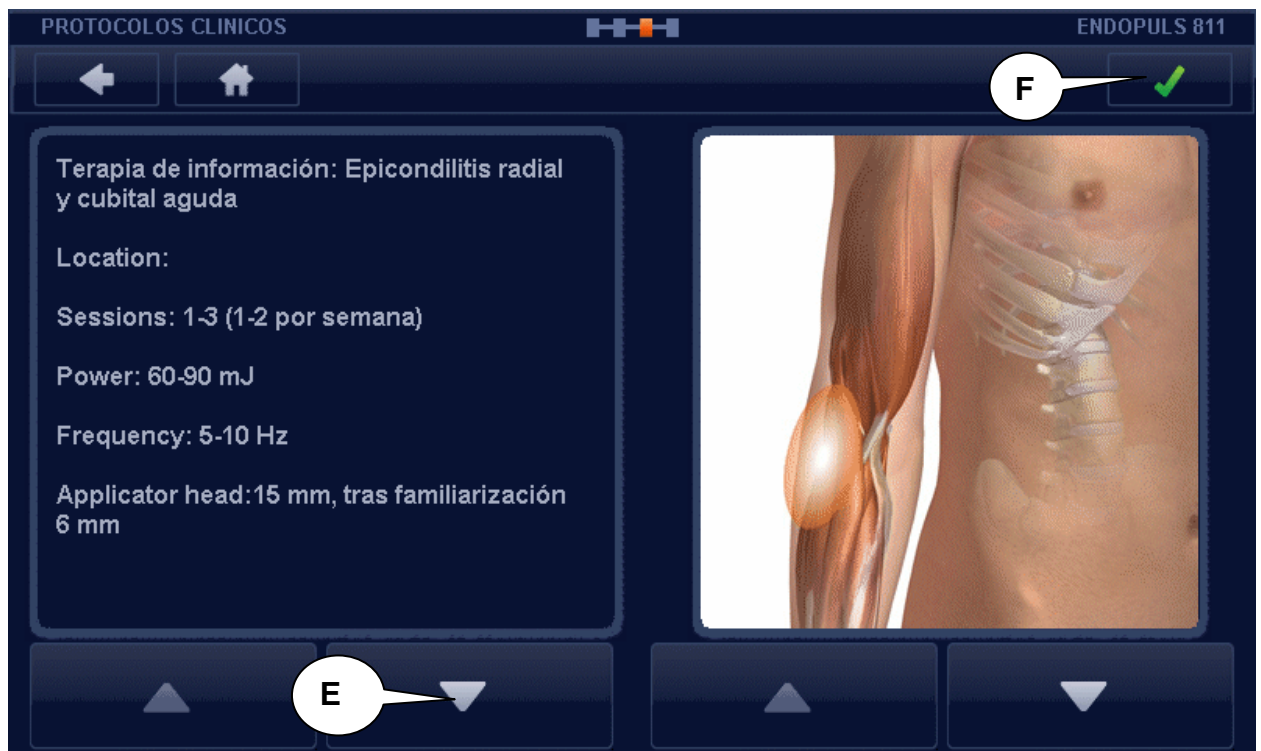 PROTOCOLOS CLINICOS
ENDOPULS 811
F
Terapia de información: Epicondilitis radial
y cubital aguda
Location:
Sessions: 1-3 (1-2 por semana)
Power: 60-90 mJ
Frequency: 5-10 Hz
Applicator head:15 mm, tras familiarización
6 mm
E